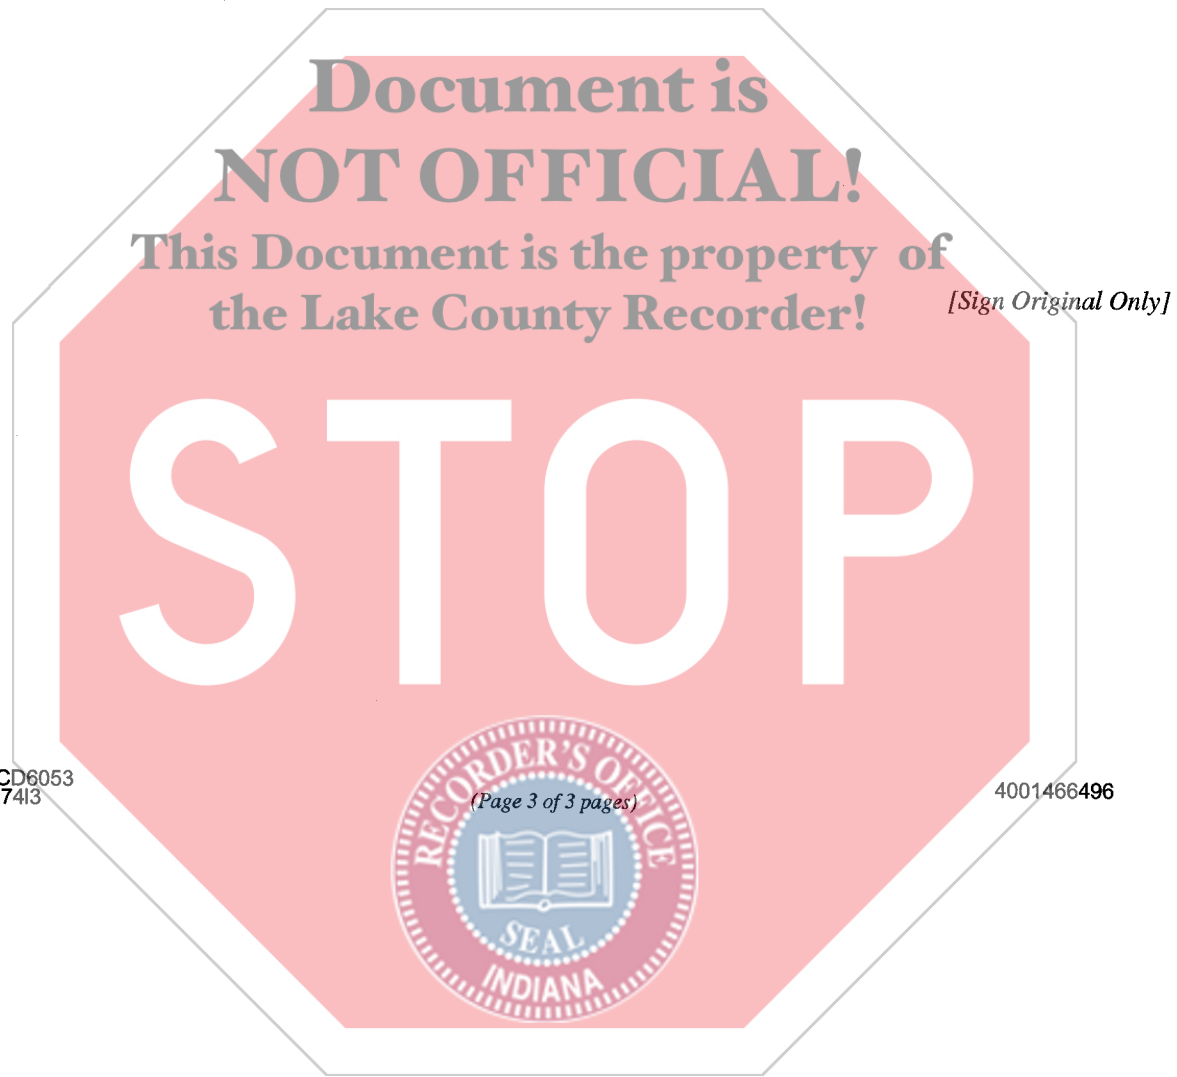 Document is
NOT OFFICIAL!
This Document is the property of
the Lake County Recorder!
[Sign Original Only]
STOP
RECORDER'S OFFICE
CD6053
74I3
(Page 3 of 3 pages)
4001466496
SEAL
INDIANA